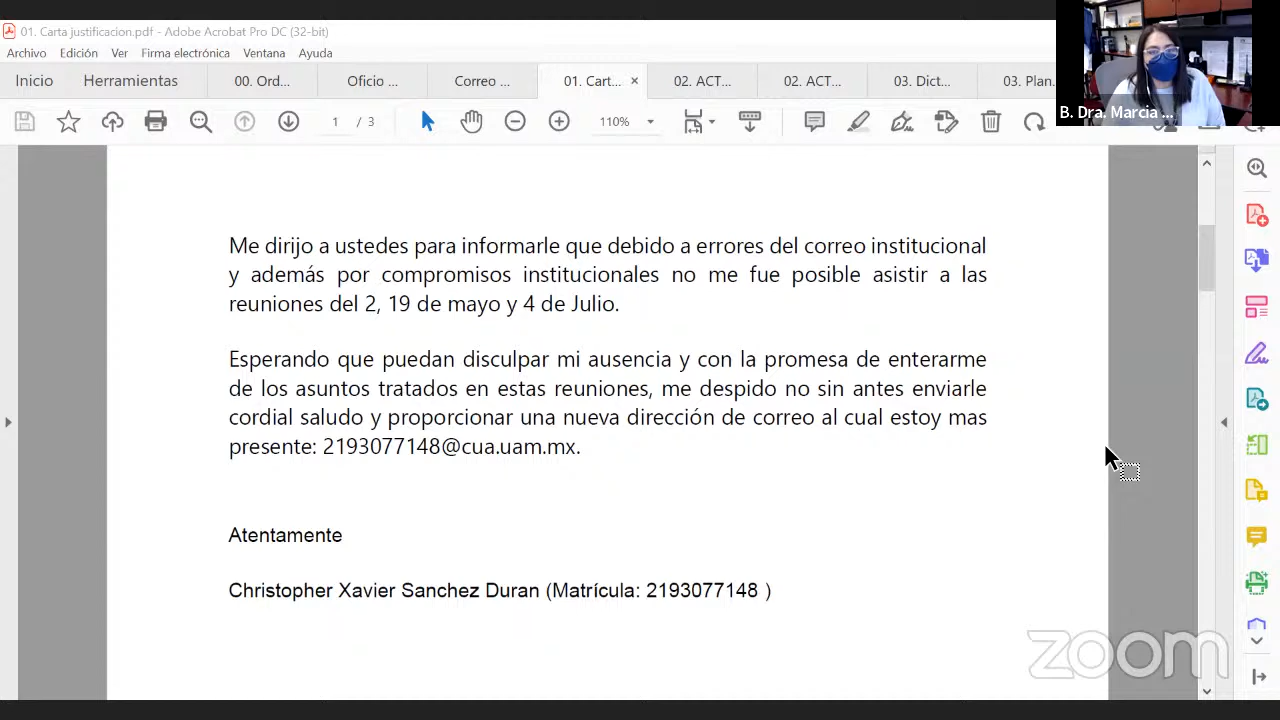 01. Carta justificacion.pdf - Adobe Acrobat Pro DC (32-bit)
Archivo Edición Ver Firma electrónica Ventana Ayuda
Inicio Herramientas 00. Ord... Oficio ... Correo ... 01. Cart... × 02. ACT... 02. ACT... 03. Dict... 03. Plan.
1 / 3 110%
B. Dra. Marcia ...
Me dirijo a ustedes para informarle que debido a errores del correo institucional
y además por compromisos institucionales no me fue posible asistir a las
reuniones del 2, 19 de mayo y 4 de Julio.
Esperando que puedan disculpar mi ausencia y con la promesa de enterarme
de los asuntos tratados en estas reuniones, me despido no sin antes enviarle
cordial saludo y proporcionar una nueva dirección de correo al cual estoy mas
presente: 2193077148@cua.uam.mx.
Atentamente
Christopher Xavier Sanchez Duran (Matrícula: 2193077148 )
zoom